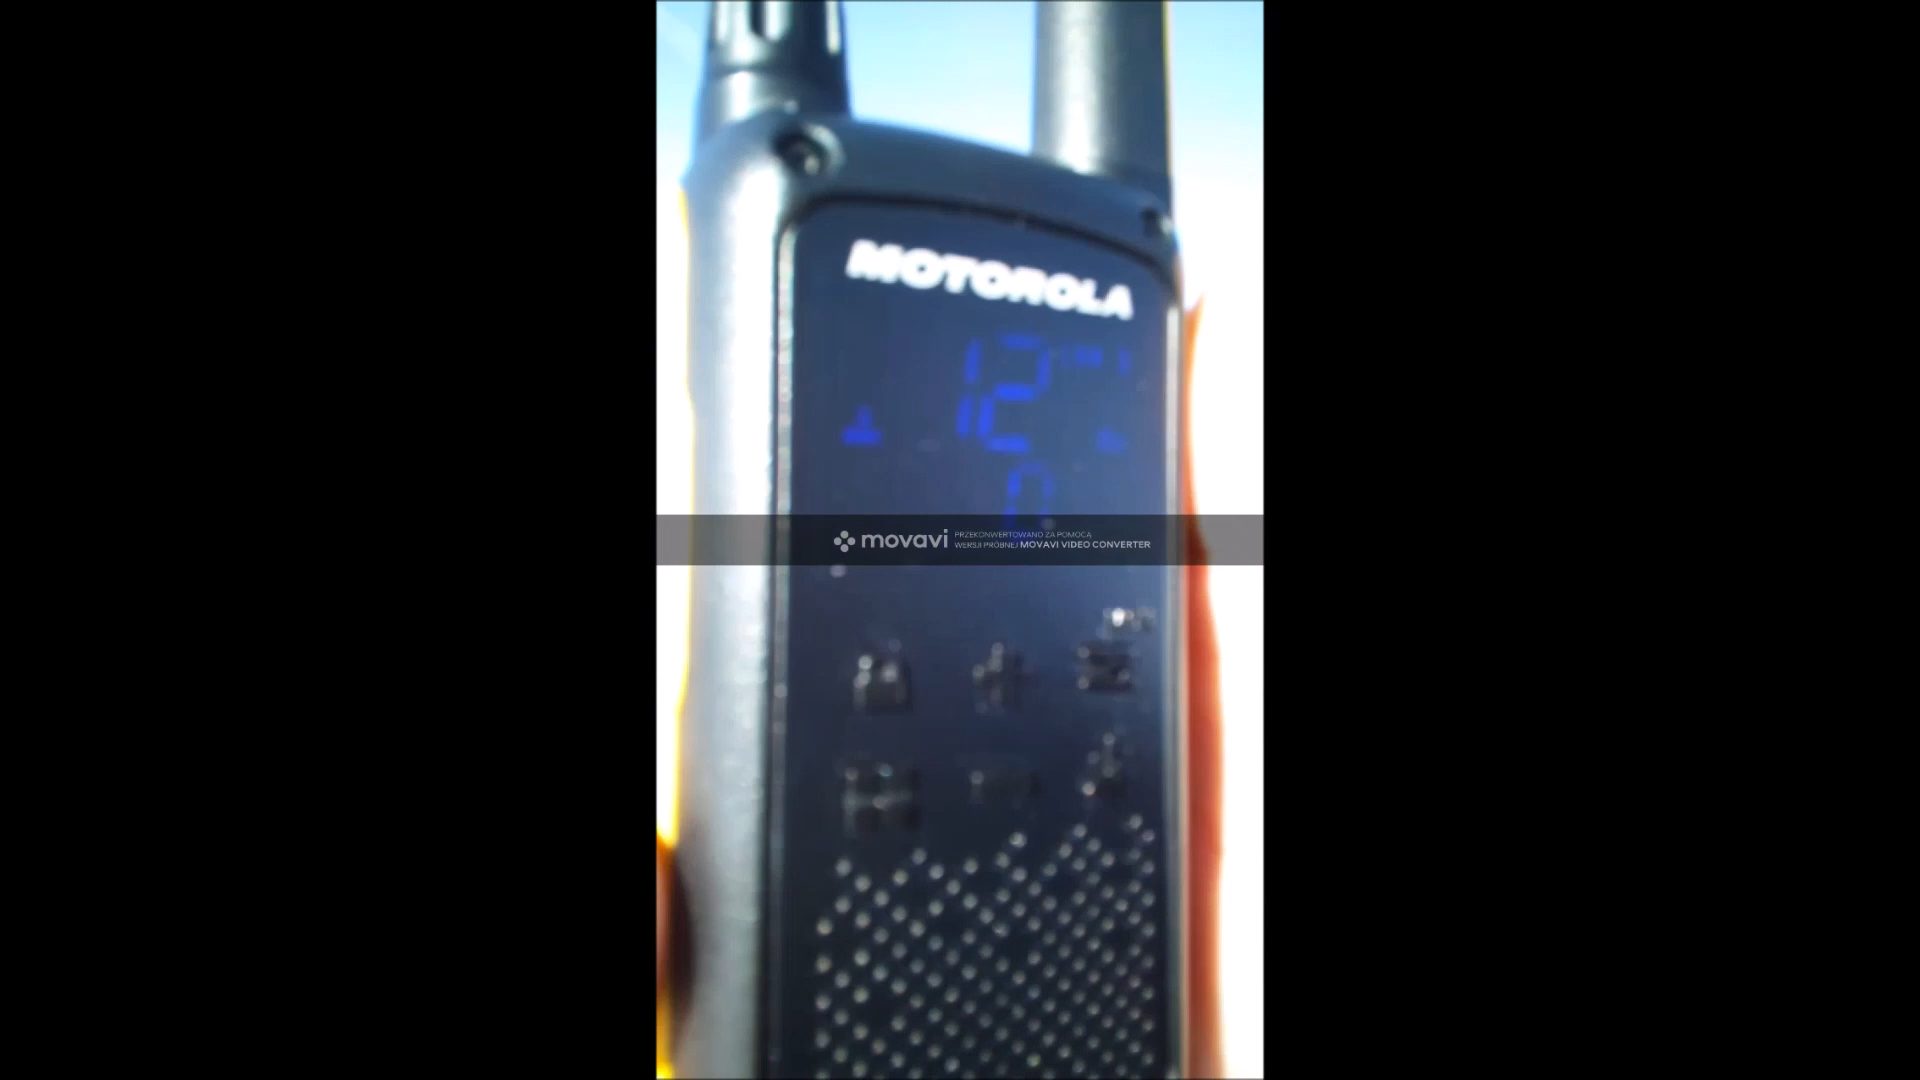 MOTOROLA
12
0
movavi
PRZEKONWERTOWANO ZA POMOCĄ
WERSJI PRÓBNEJ MOVAVI VIDEO CONVERTER